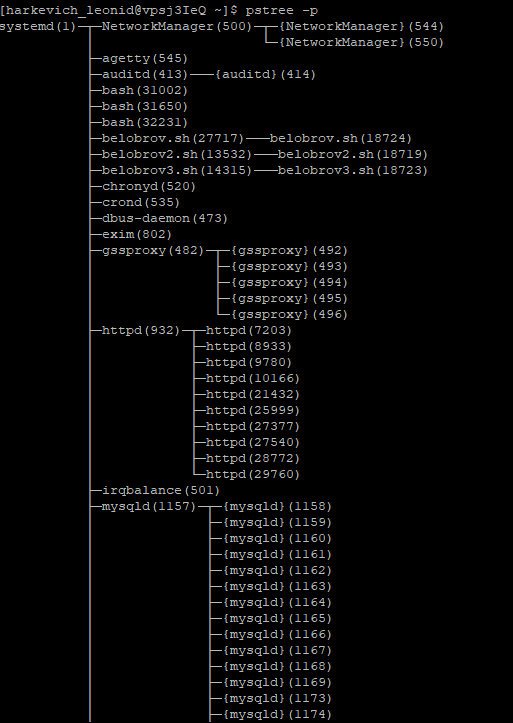 [harkevich_leonid@vpsj3IeQ ~]$ pstree -p
systemd(1)─┬─NetworkManager(500)─┬─{NetworkManager}(544)
           │                     └─{NetworkManager}(550)
           ├─agetty(545)
           ├─auditd(413)───{auditd}(414)
           ├─bash(31002)
           ├─bash(31650)
           ├─bash(32231)
           ├─belobrov.sh(27717)───belobrov.sh(18724)
           ├─belobrov2.sh(13532)───belobrov2.sh(18719)
           ├─belobrov3.sh(14315)───belobrov3.sh(18723)
           ├─chronyd(520)
           ├─crond(535)
           ├─dbus-daemon(473)
           ├─exim(802)
           ├─gssproxy(482)─┬─{gssproxy}(492)
           │               ├─{gssproxy}(493)
           │               ├─{gssproxy}(494)
           │               ├─{gssproxy}(495)
           │               └─{gssproxy}(496)
           ├─httpd(932)─┬─httpd(7203)
           │            ├─httpd(8933)
           │            ├─httpd(9780)
           │            ├─httpd(10166)
           │            ├─httpd(21432)
           │            ├─httpd(25999)
           │            ├─httpd(27377)
           │            ├─httpd(27540)
           │            ├─httpd(28772)
           │            └─httpd(29760)
           ├─irqbalance(501)
           ├─mysqld(1157)─┬─{mysqld}(1158)
           │              ├─{mysqld}(1159)
           │              ├─{mysqld}(1160)
           │              ├─{mysqld}(1161)
           │              ├─{mysqld}(1162)
           │              ├─{mysqld}(1163)
           │              ├─{mysqld}(1164)
           │              ├─{mysqld}(1165)
           │              ├─{mysqld}(1166)
           │              ├─{mysqld}(1167)
           │              ├─{mysqld}(1168)
           │              ├─{mysqld}(1169)
           │              ├─{mysqld}(1173)
           │              ├─{mysqld}(1174)